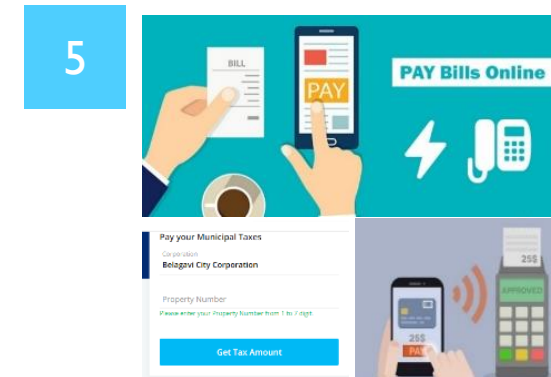 5
BILL
PAY
PAY Bills Online
Pay your Municipal Taxes
Corporation
Belagavi City Corporation
Property Number
Please enter your Property Number from 1 to 7 digit
Get Tax Amount
25$
APPROVED
25$
PAY